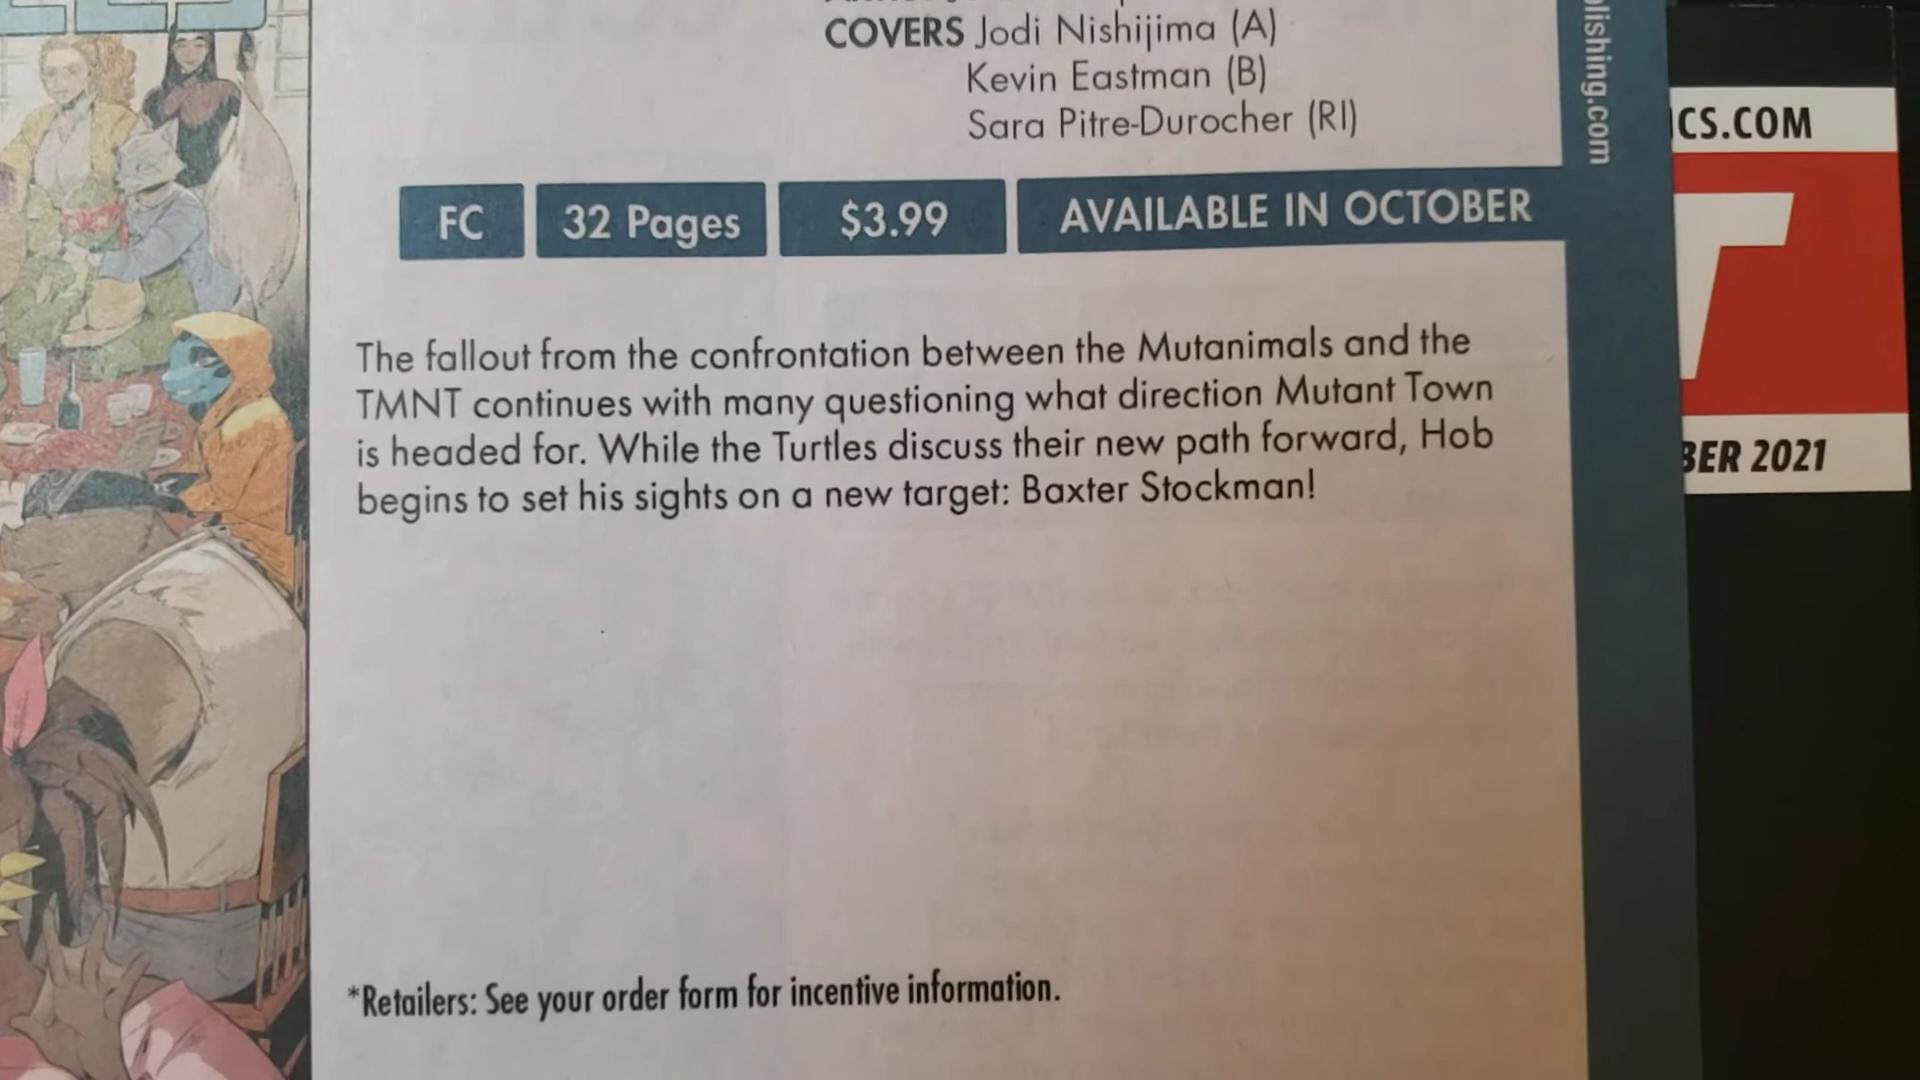 COVERS Jodi Nishijima (A)
Kevin Eastman (B)
Sara Pitre-Durocher (RI)
FC 32 Pages $3.99 AVAILABLE IN OCTOBER
The fallout from the confrontation between the Mutanimals and the
TMNT continues with many questioning what direction Mutant Town
is headed for. While the Turtles discuss their new path forward, Hob
begins to set his sights on a new target: Baxter Stockman!
*Retailers: See your order form for incentive information.
lishing.com
CS.COM
T
BER 2021